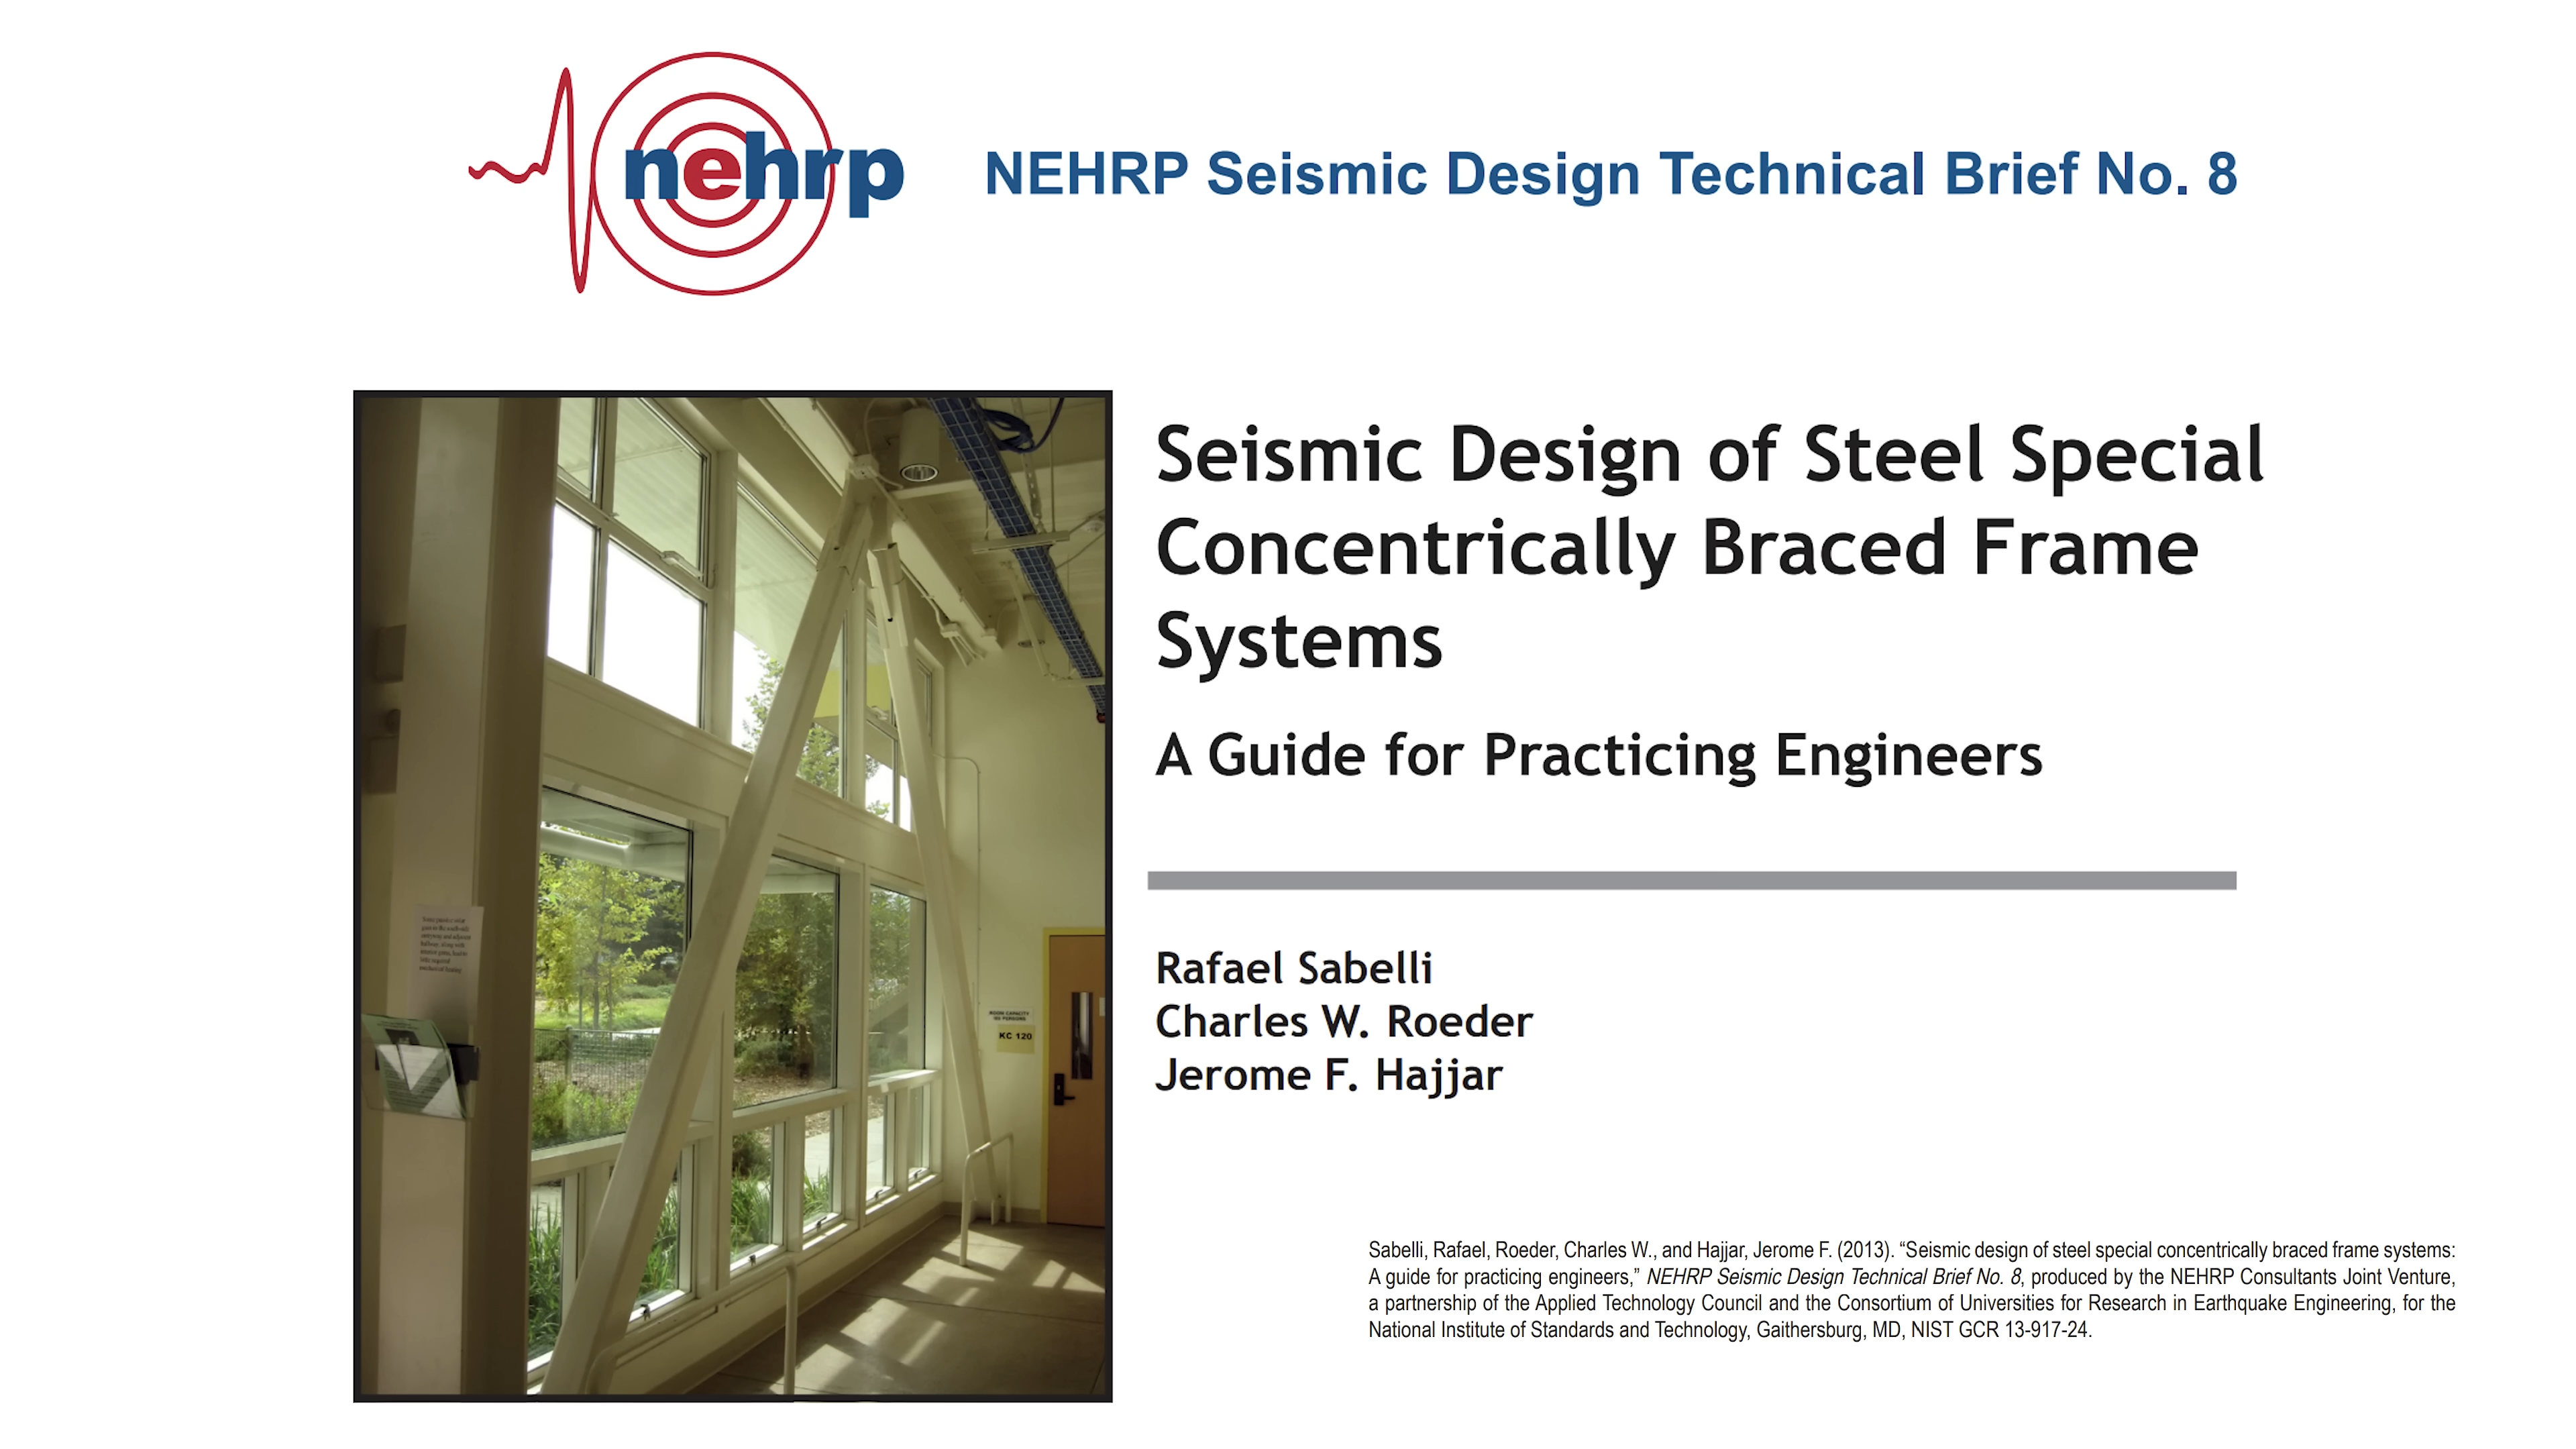 nehrp
NEHRP Seismic Design Technical Brief No. 8
Seismic Design of Steel Special
Concentrically Braced Frame
Systems
A Guide for Practicing Engineers
Rafael Sabelli
Charles W. Roeder
Jerome F. Hajjar
ROOM CAPACITY
KC 120
Sabelli, Rafael, Roeder, Charles W., and Hajjar, Jerome F. (2013). “Seismic design of steel special concentrically braced frame systems:
A guide for practicing engineers,” NEHRP Seismic Design Technical Brief No. 8, produced by the NEHRP Consultants Joint Venture,
a partnership of the Applied Technology Council and the Consortium of Universities for Research in Earthquake Engineering, for the
National Institute of Standards and Technology, Gaithersburg, MD, NIST GCR 13-917-24.